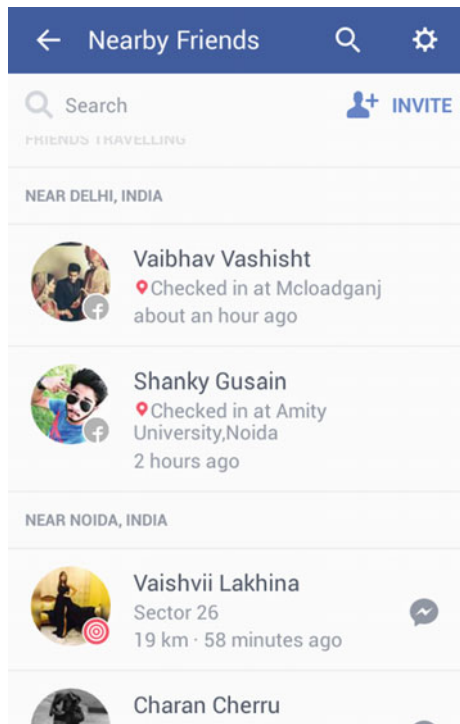 Nearby Friends
Search
INVITE
FRIENDS TRAVELLING
NEAR DELHI, INDIA
Vaibhav Vashisht
Checked in at Mcloadganj
about an hour ago
Shanky Gusain
Checked in at Amity
University,Noida
2 hours ago
NEAR NOIDA, INDIA
Vaishvii Lakhina
Sector 26
19 km · 58 minutes ago
Charan Cherru